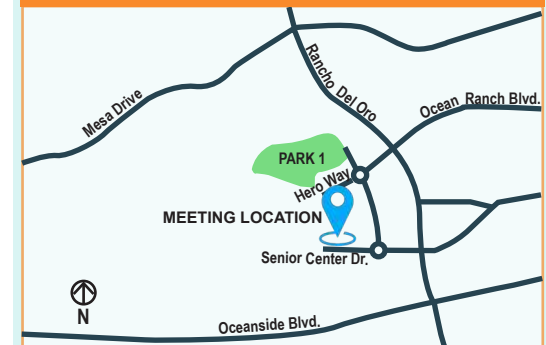 Rancho Del Oro
Mesa Drive
Ocean Ranch Blvd.
PARK 1
Hero Way
MEETING LOCATION
Senior Center Dr.
N
Oceanside Blvd.